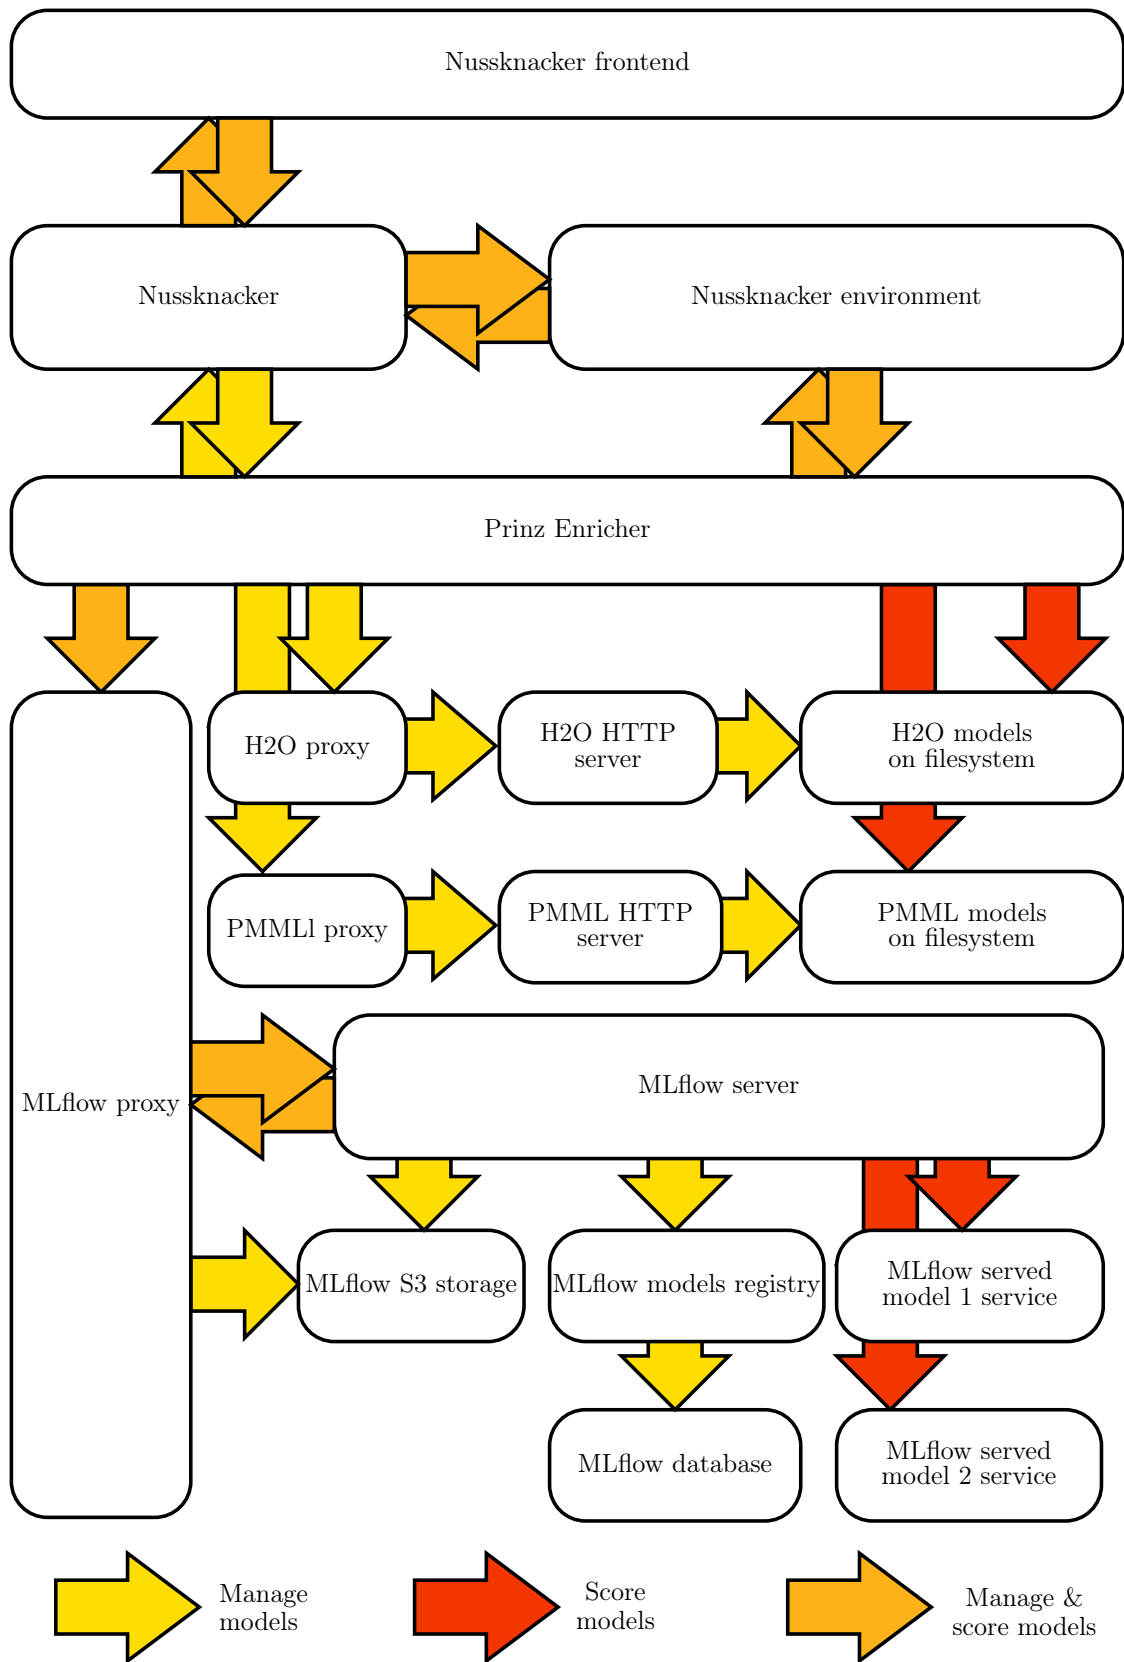 Nussknacker frontend
Nussknacker
Nussknacker environment
Prinz Enricher
H2O proxy
H2O HTTP
server
H2O models
on filesystem
PMMLl proxy
PMML HTTP
server
PMML models
on filesystem
MLflow proxy
MLflow server
MLflow S3 storage
MLflow models registry
MLflow served
model 1 service
MLflow database
MLflow served
model 2 service
Manage
models
Score
models
Manage &
score models